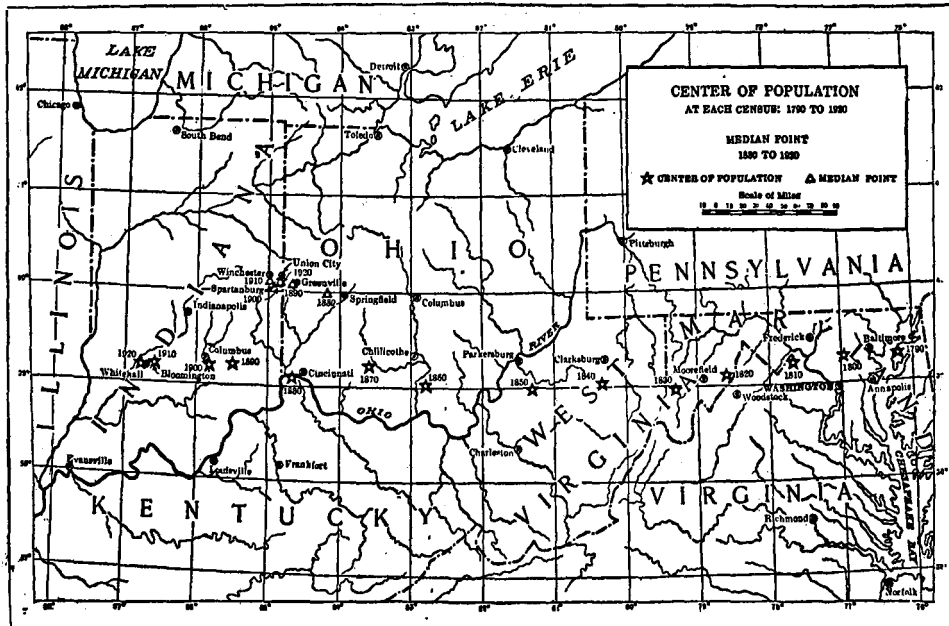 CENTER OF POPULATION
AT EACH CENSUS: 1790 TO 1920
MEDIAN POINT
1880 TO 1920
CENTER OF POPULATION
MEDIAN POINT
Scale of Miles
LAKE
MICHIGAN
MICHIGAN
LAKE ERIE
Detroit
Chicago
South Bend
Toledo
Cleveland
ILLINOIS
INDIANA
OHIO
Pittsburgh
PENNSYLVANIA
Union City
Winchester
1920
1910
Greenville
Spartanburg
1890
1900
1880
Springfield
Columbus
Indianapolis
MARYLAND
Frederick
Baltimore
1790
1800
1920
1910
Columbus
1890
1900
Whitehall
Bloomington
Chillicothe
1870
1860
Parkersburg
RIVER
Clarksburg
1840
1850
1830
Moorefield
1820
1810
WASHINGTON
Annapolis
Woodstock
Cincinnati
1880
OHIO
WEST
VIRGINIA
Charleston
Evansville
Louisville
Frankfort
KENTUCKY
VIRGINIA
Richmond
CHESAPEAKE BAY
Norfolk